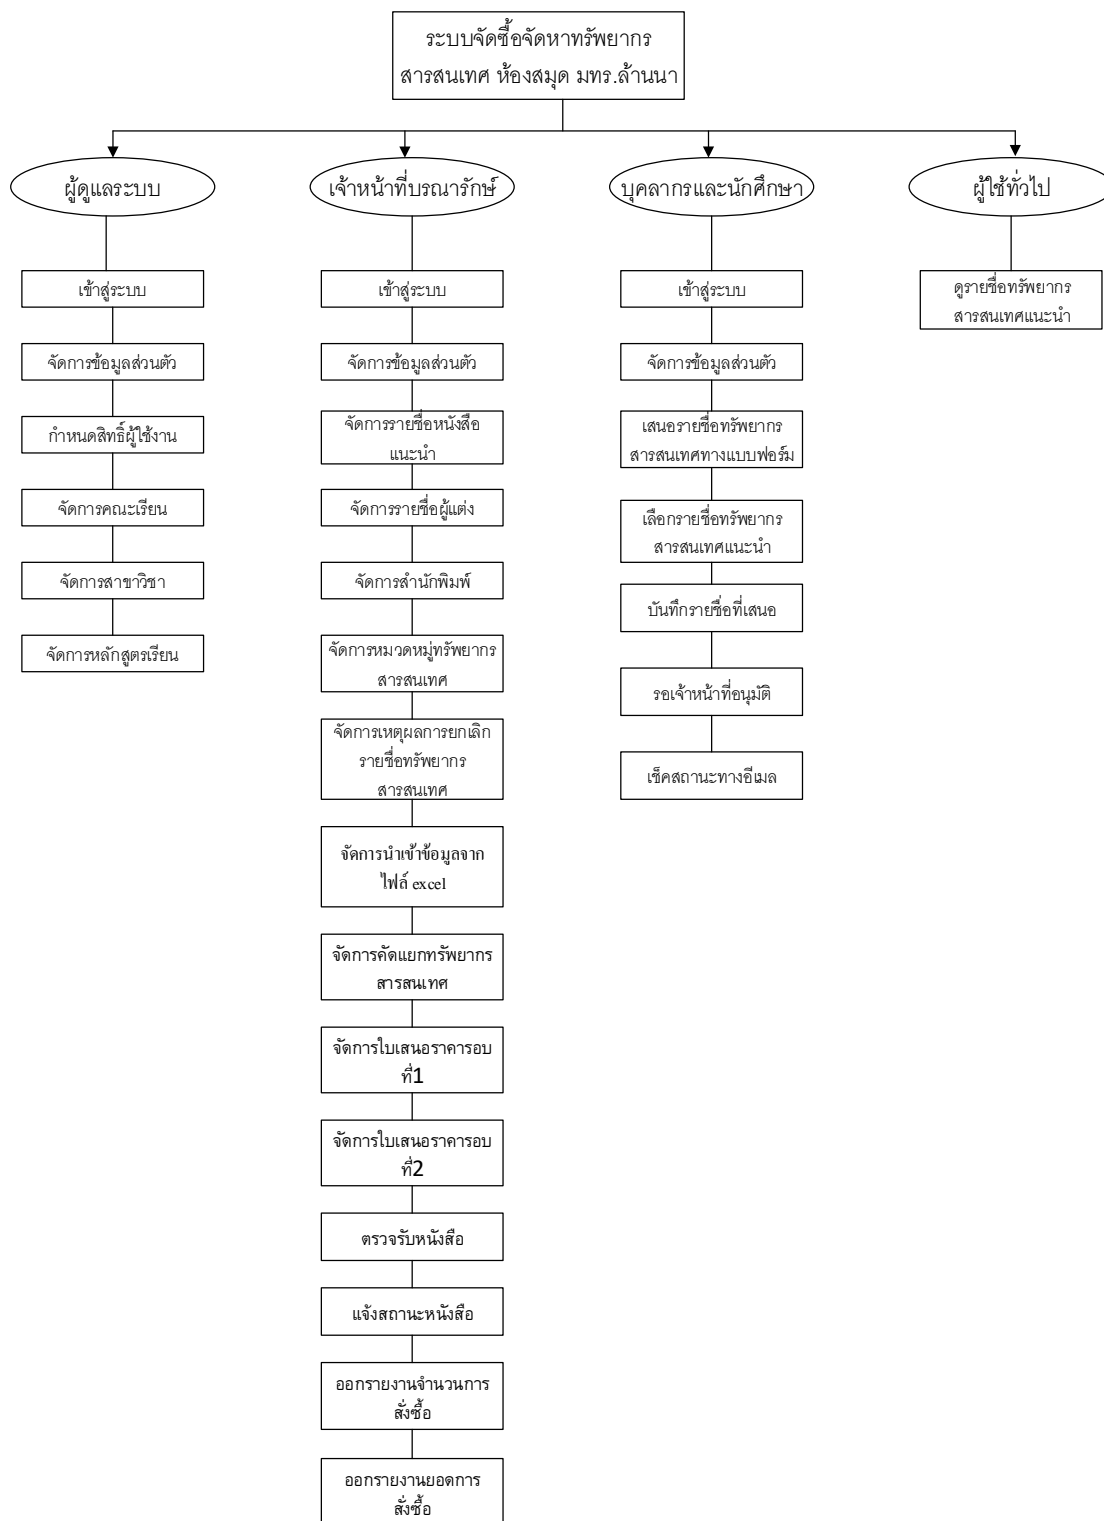 ระบบจัดซื้อจัดหาทรัพยากร
สารสนเทศ ห้องสมุด มทร.ล้านนา
ผู้ดูแลระบบ
เข้าสู่ระบบ
จัดการข้อมูลส่วนตัว
กำหนดสิทธิ์ผู้ใช้งาน
จัดการคณะเรียน
จัดการสาขาวิชา
จัดการหลักสูตรเรียน
เจ้าหน้าที่บรณารักษ์
เข้าสู่ระบบ
จัดการข้อมูลส่วนตัว
จัดการรายชื่อหนังสือ
แนะนำ
จัดการรายชื่อผู้แต่ง
จัดการสำนักพิมพ์
จัดการหมวดหมู่ทรัพยากร
สารสนเทศ
จัดการเหตุผลการยกเลิก
รายชื่อทรัพยากร
สารสนเทศ
จัดการนำเข้าข้อมูลจาก
ไฟล์ excel
จัดการคัดแยกทรัพยากร
สารสนเทศ
จัดการใบเสนอราคารอบ
ที่1
จัดการใบเสนอราคารอบ
ที่2
ตรวจรับหนังสือ
แจ้งสถานะหนังสือ
ออกรายงานจำนวนการ
สั่งซื้อ
ออกรายงานยอดการ
สั่งซื้อ
บุคลากรและนักศึกษา
เข้าสู่ระบบ
จัดการข้อมูลส่วนตัว
เสนอรายชื่อทรัพยากร
สารสนเทศทางแบบฟอร์ม
เลือกรายชื่อทรัพยากร
สารสนเทศแนะนำ
บันทึกรายชื่อที่เสนอ
รอเจ้าหน้าที่อนุมัติ
เช็คสถานะทางอีเมล
ผู้ใช้ทั่วไป
ดูรายชื่อทรัพยากร
สารสนเทศแนะนำ